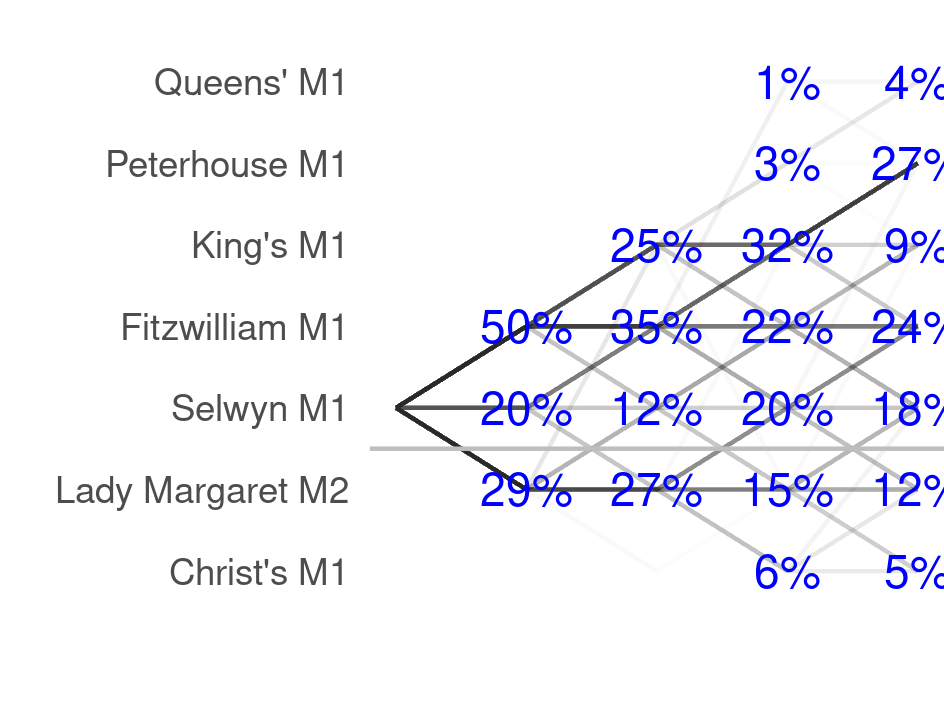 Queens' M1 1% 4%
Peterhouse M1 3% 27%
King's M1 25% 32% 9%
Fitzwilliam M1 50% 35% 22% 24%
Selwyn M1 20% 12% 20% 18%
Lady Margaret M2 29% 27% 15% 12%
Christ's M1 6% 5%